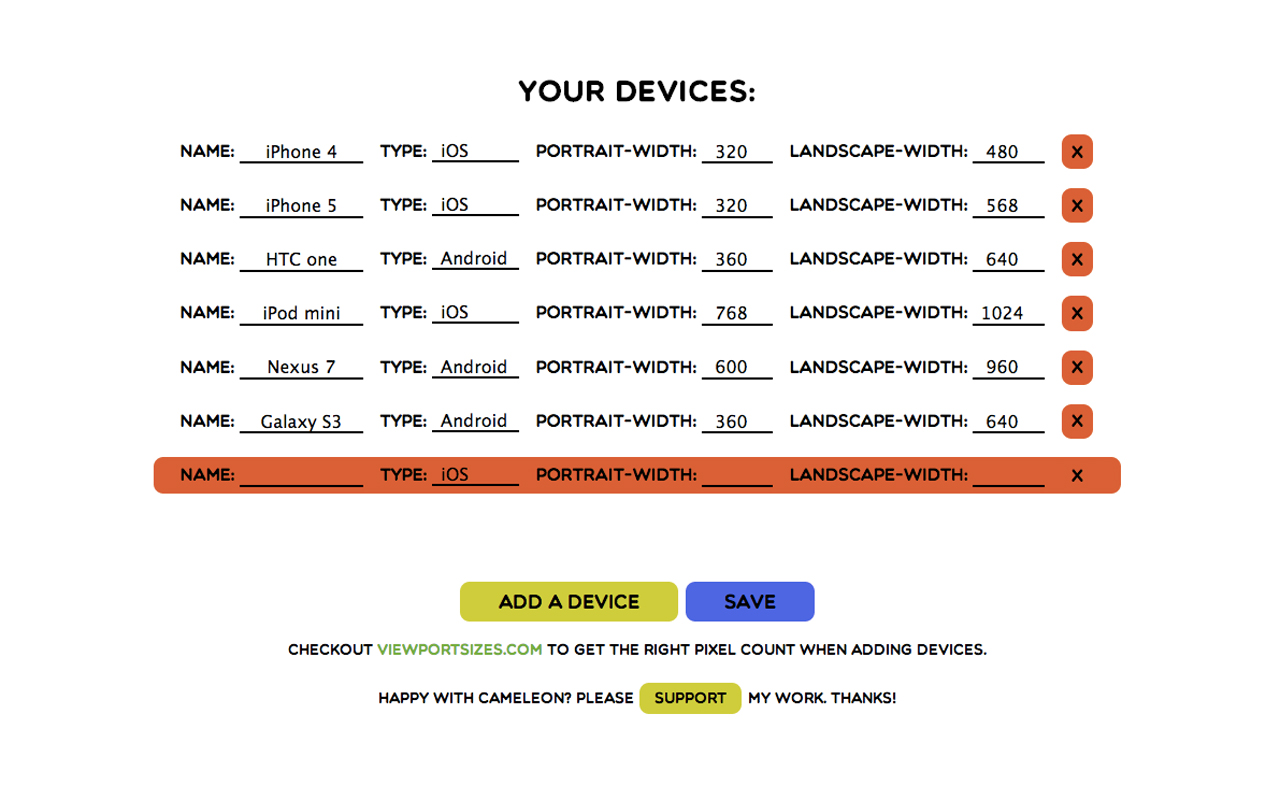 YOUR DEVICES:
NAME: iPhone 4 TYPE: iOS PORTRAIT-WIDTH: 320 LANDSCAPE-WIDTH: 480 X
NAME: iPhone 5 TYPE: iOS PORTRAIT-WIDTH: 320 LANDSCAPE-WIDTH: 568 X
NAME: HTC one TYPE: Android PORTRAIT-WIDTH: 360 LANDSCAPE-WIDTH: 640 X
NAME: iPod mini TYPE: iOS PORTRAIT-WIDTH: 768 LANDSCAPE-WIDTH: 1024 X
NAME: Nexus 7 TYPE: Android PORTRAIT-WIDTH: 600 LANDSCAPE-WIDTH: 960 X
NAME: Galaxy S3 TYPE: Android PORTRAIT-WIDTH: 360 LANDSCAPE-WIDTH: 640 X
NAME: TYPE: iOS PORTRAIT-WIDTH: LANDSCAPE-WIDTH: X
ADD A DEVICE SAVE
CHECKOUT VIEWPORTSIZES.COM TO GET THE RIGHT PIXEL COUNT WHEN ADDING DEVICES.
HAPPY WITH CAMELEON? PLEASE SUPPORT MY WORK. THANKS!